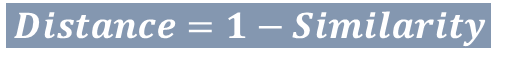 Distance = 1 − Similarity